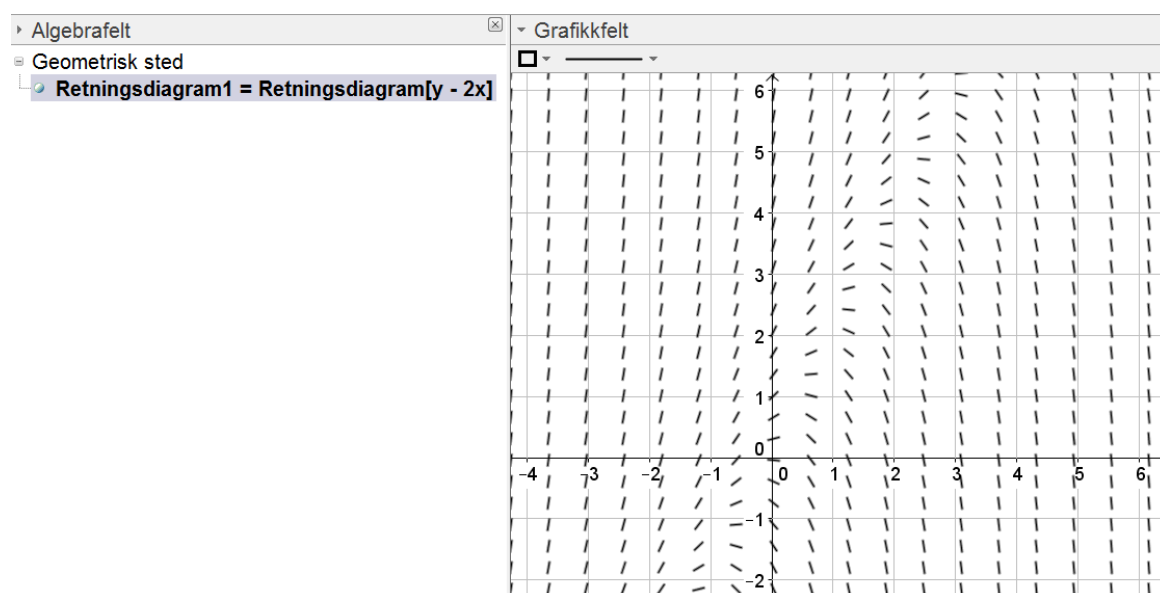 Algebrafelt
Geometrisk sted
Retningsdiagram1 = Retningsdiagram[y - 2x]
Grafikkfelt
6
5
4
3
2
1
0
−4 −3 −2 −1 0 1 2 3 4 5 6
−1
−2